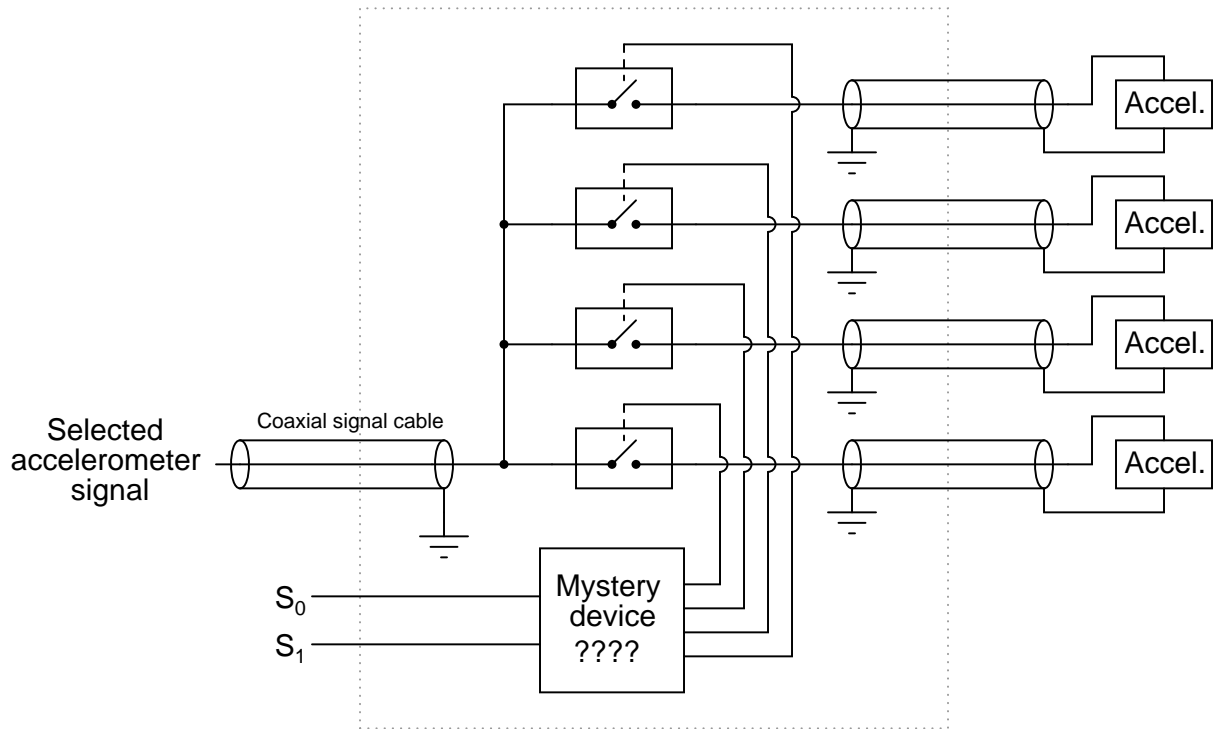 Accel.
Accel.
Accel.
Coaxial signal cable
Selected
accelerometer
signal
Accel.
S0
S1
Mystery
device
????